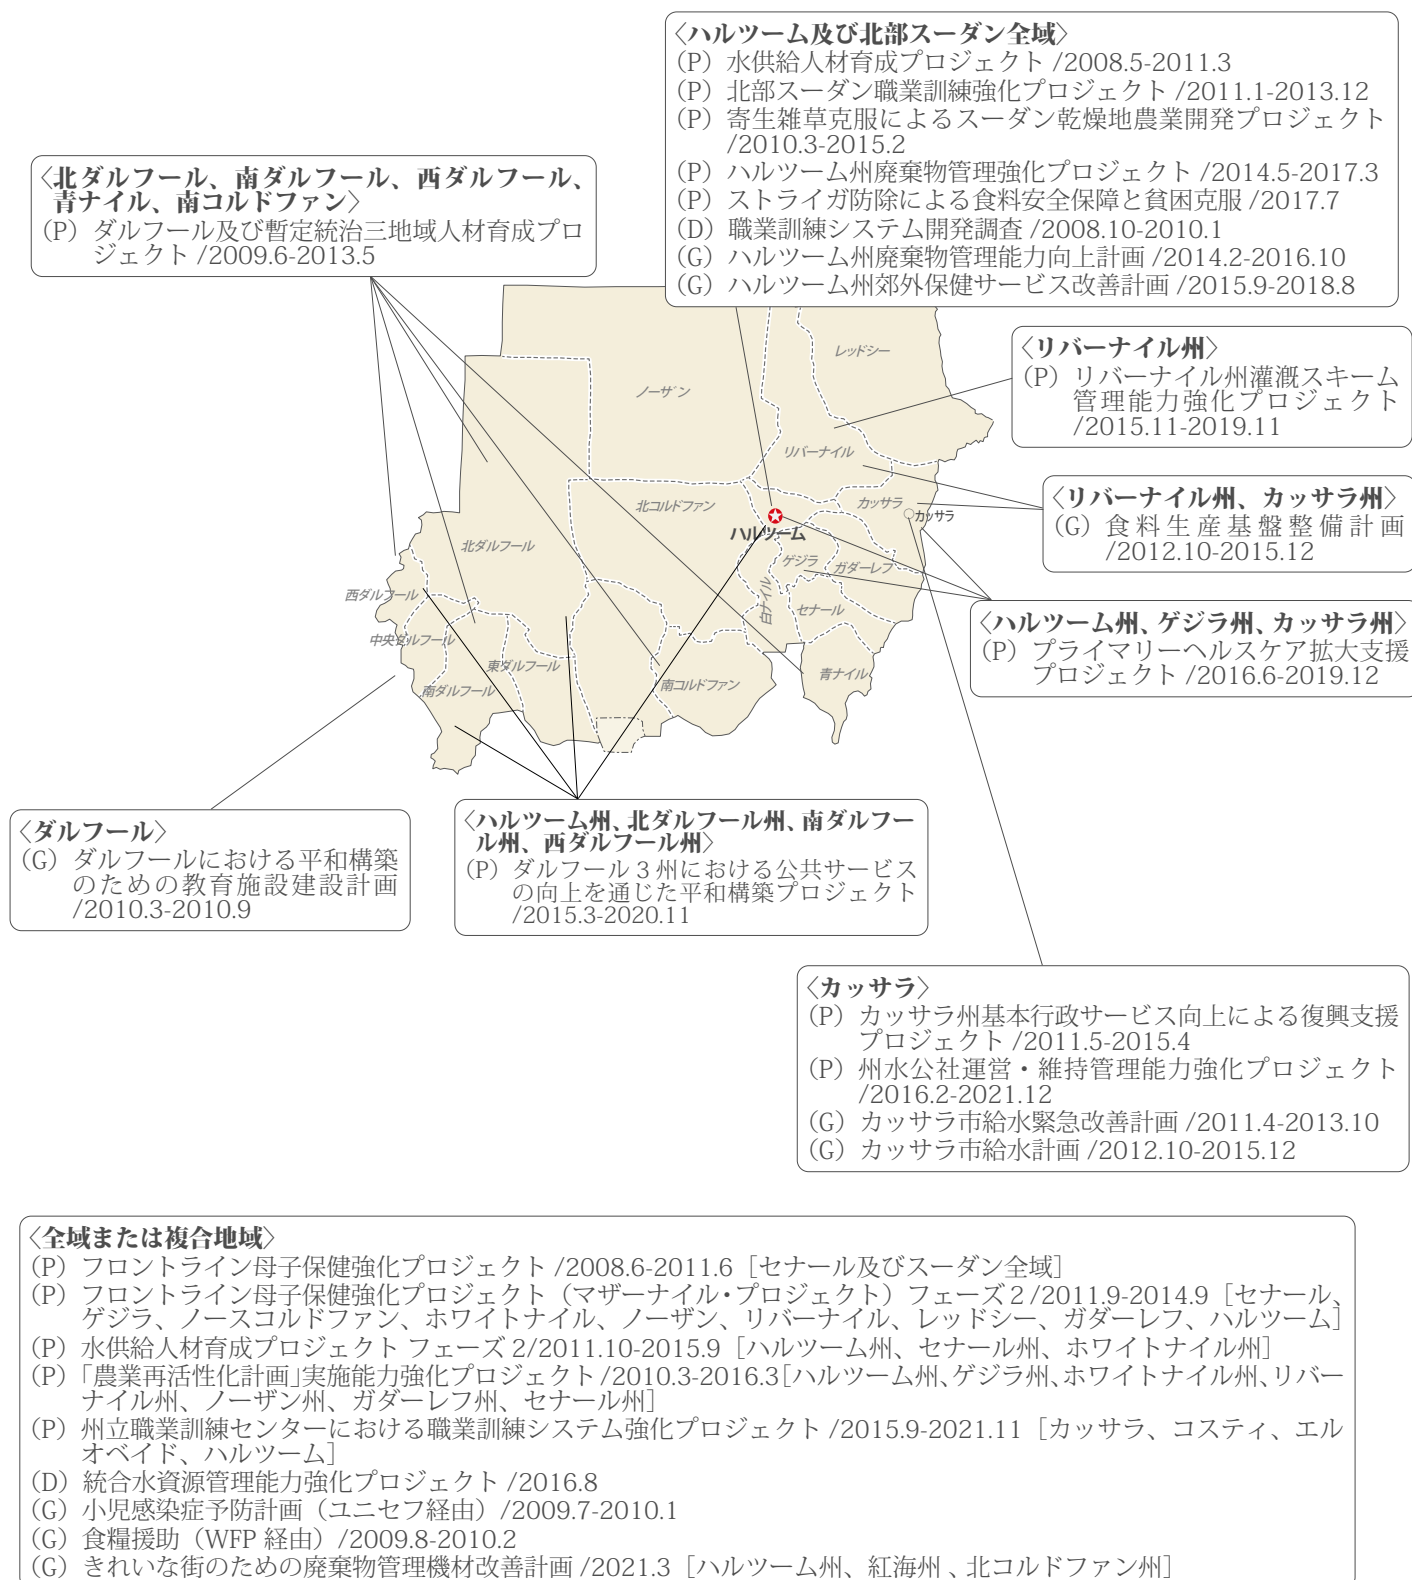 〈ハルツーム及び北部スーダン全域〉
(P) 水供給人材育成プロジェクト /2008.5-2011.3
(P) 北部スーダン職業訓練強化プロジェクト /2011.1-2013.12
(P) 寄生雑草克服によるスーダン乾燥地農業開発プロジェクト
/2010.3-2015.2
(P) ハルツーム州廃棄物管理強化プロジェクト /2014.5-2017.3
(P) ストライガ防除による食料安全保障と貧困克服 /2017.7
(D) 職業訓練システム開発調査 /2008.10-2010.1
(G) ハルツーム州廃棄物管理能力向上計画 /2014.2-2016.10
(G) ハルツーム州郊外保健サービス改善計画 /2015.9-2018.8
〈北ダルフール、南ダルフール、西ダルフール、
青ナイル、南コルドファン〉
(P) ダルフール及び暫定統治三地域人材育成プロ
ジェクト /2009.6-2013.5
〈リバーナイル州〉
(P) リバーナイル州灌漑スキーム
管理能力強化プロジェクト
/2015.11-2019.11
〈リバーナイル州、カッサラ州〉
(G) 食料生産基盤整備計画
/2012.10-2015.12
〈ハルツーム州、ゲジラ州、カッサラ州〉
(P) プライマリーヘルスケア拡大支援
プロジェクト /2016.6-2019.12
レッドシー
ノーザン
リバーナイル
北コルドファン
カッサラ
カッサラ
ハルツーム
北ダルフール
ゲジラ
ガダーレフ
西ダルフール
白ナイル
セナール
中央ダルフール
東ダルフール
青ナイル
南ダルフール
南コルドファン
〈ダルフール〉
(G) ダルフールにおける平和構築
のための教育施設建設計画
/2010.3-2010.9
〈ハルツーム州、北ダルフール州、南ダルフー
ル州、西ダルフール州〉
(P) ダルフール3州における公共サービス
の向上を通じた平和構築プロジェクト
/2015.3-2020.11
〈カッサラ〉
(P) カッサラ州基本行政サービス向上による復興支援
プロジェクト /2011.5-2015.4
(P) 州水公社運営・維持管理能力強化プロジェクト
/2016.2-2021.12
(G) カッサラ市給水緊急改善計画 /2011.4-2013.10
(G) カッサラ市給水計画 /2012.10-2015.12
〈全域または複合地域〉
(P) フロントライン母子保健強化プロジェクト /2008.6-2011.6［セナール及びスーダン全域］
(P) フロントライン母子保健強化プロジェクト（マザーナイル・プロジェクト）フェーズ2 /2011.9-2014.9［セナール、
ゲジラ、ノースコルドファン、ホワイトナイル、ノーザン、リバーナイル、レッドシー、ガダーレフ、ハルツーム］
(P) 水供給人材育成プロジェクト フェーズ 2/2011.10-2015.9［ハルツーム州、セナール州、ホワイトナイル州］
(P)「農業再活性化計画」実施能力強化プロジェクト/2010.3-2016.3［ハルツーム州、ゲジラ州、ホワイトナイル州、リバー
ナイル州、ノーザン州、ガダーレフ州、セナール州］
(P) 州立職業訓練センターにおける職業訓練システム強化プロジェクト /2015.9-2021.11［カッサラ、コスティ、エル
オベイド、ハルツーム］
(D) 統合水資源管理能力強化プロジェクト /2016.8
(G) 小児感染症予防計画（ユニセフ経由）/2009.7-2010.1
(G) 食糧援助（WFP 経由）/2009.8-2010.2
(G) きれいな街のための廃棄物管理機材改善計画 /2021.3［ハルツーム州、紅海州 、北コルドファン州］